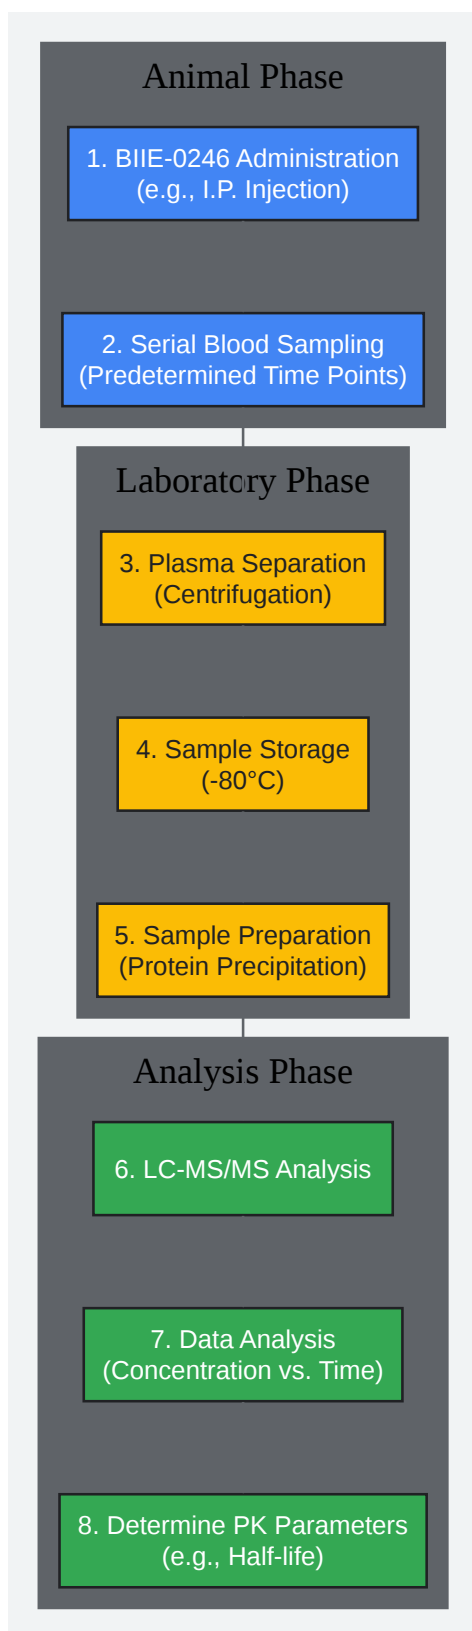 Animal Phase
1. BIIE-0246 Administration
(e.g., I.P. Injection)
2. Serial Blood Sampling
(Predetermined Time Points)
Laboratory Phase
3. Plasma Separation
(Centrifugation)
4. Sample Storage
(-80°C)
5. Sample Preparation
(Protein Precipitation)
Analysis Phase
6. LC-MS/MS Analysis
7. Data Analysis
(Concentration vs. Time)
8. Determine PK Parameters
(e.g., Half-life)